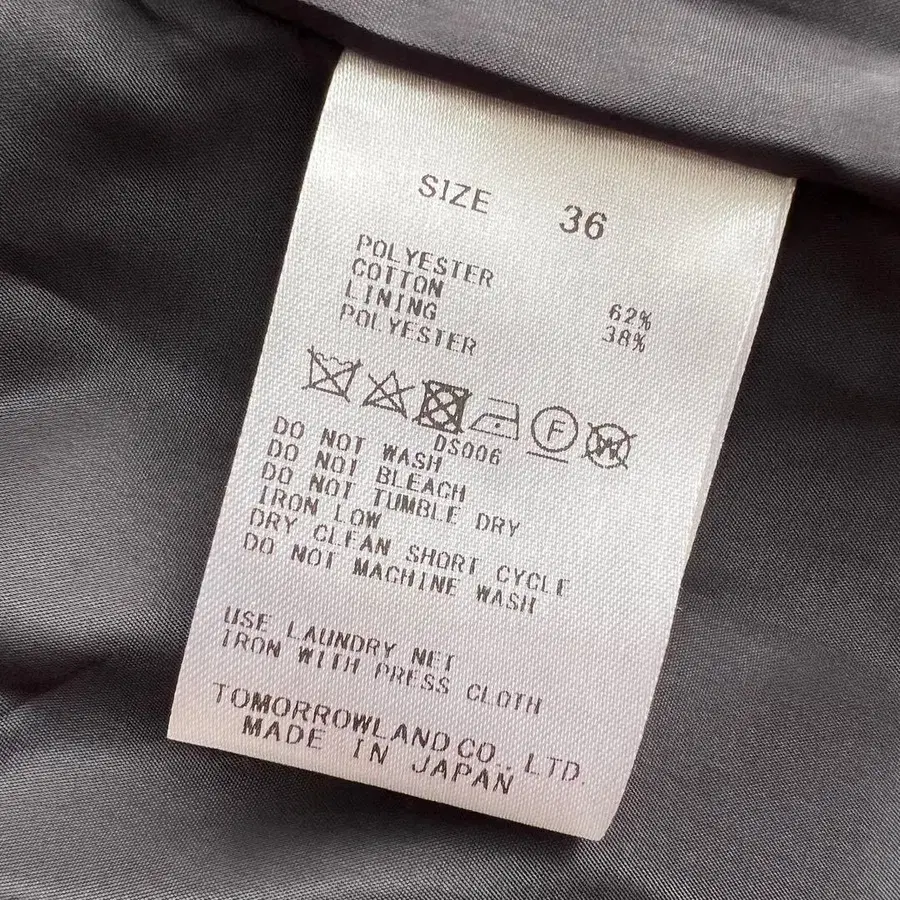 SIZE 36
POLYESTER 62%
COTTON 38%
LINING
POLYESTER
F W
DS006
DO NOT WASH
DO NOT BLEACH
DO NOT TUMBLE DRY
IRON LOW
DRY CLEAN SHORT CYCLE
DO NOT MACHINE WASH
USE LAUNDRY NET
IRON WITH PRESS CLOTH
TOMORROWLAND CO., LTD.
MADE IN JAPAN